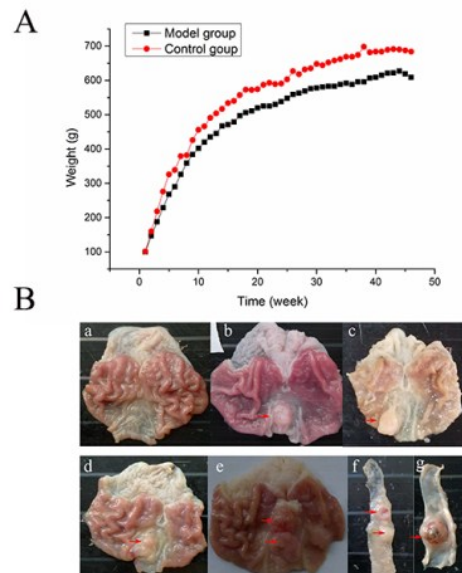 A
Model group
Control goup
700
600
500
400
300
200
100
Weight (g)
0
10
20
30
40
50
Time (week)
B
a
b
c
d
e
f
g